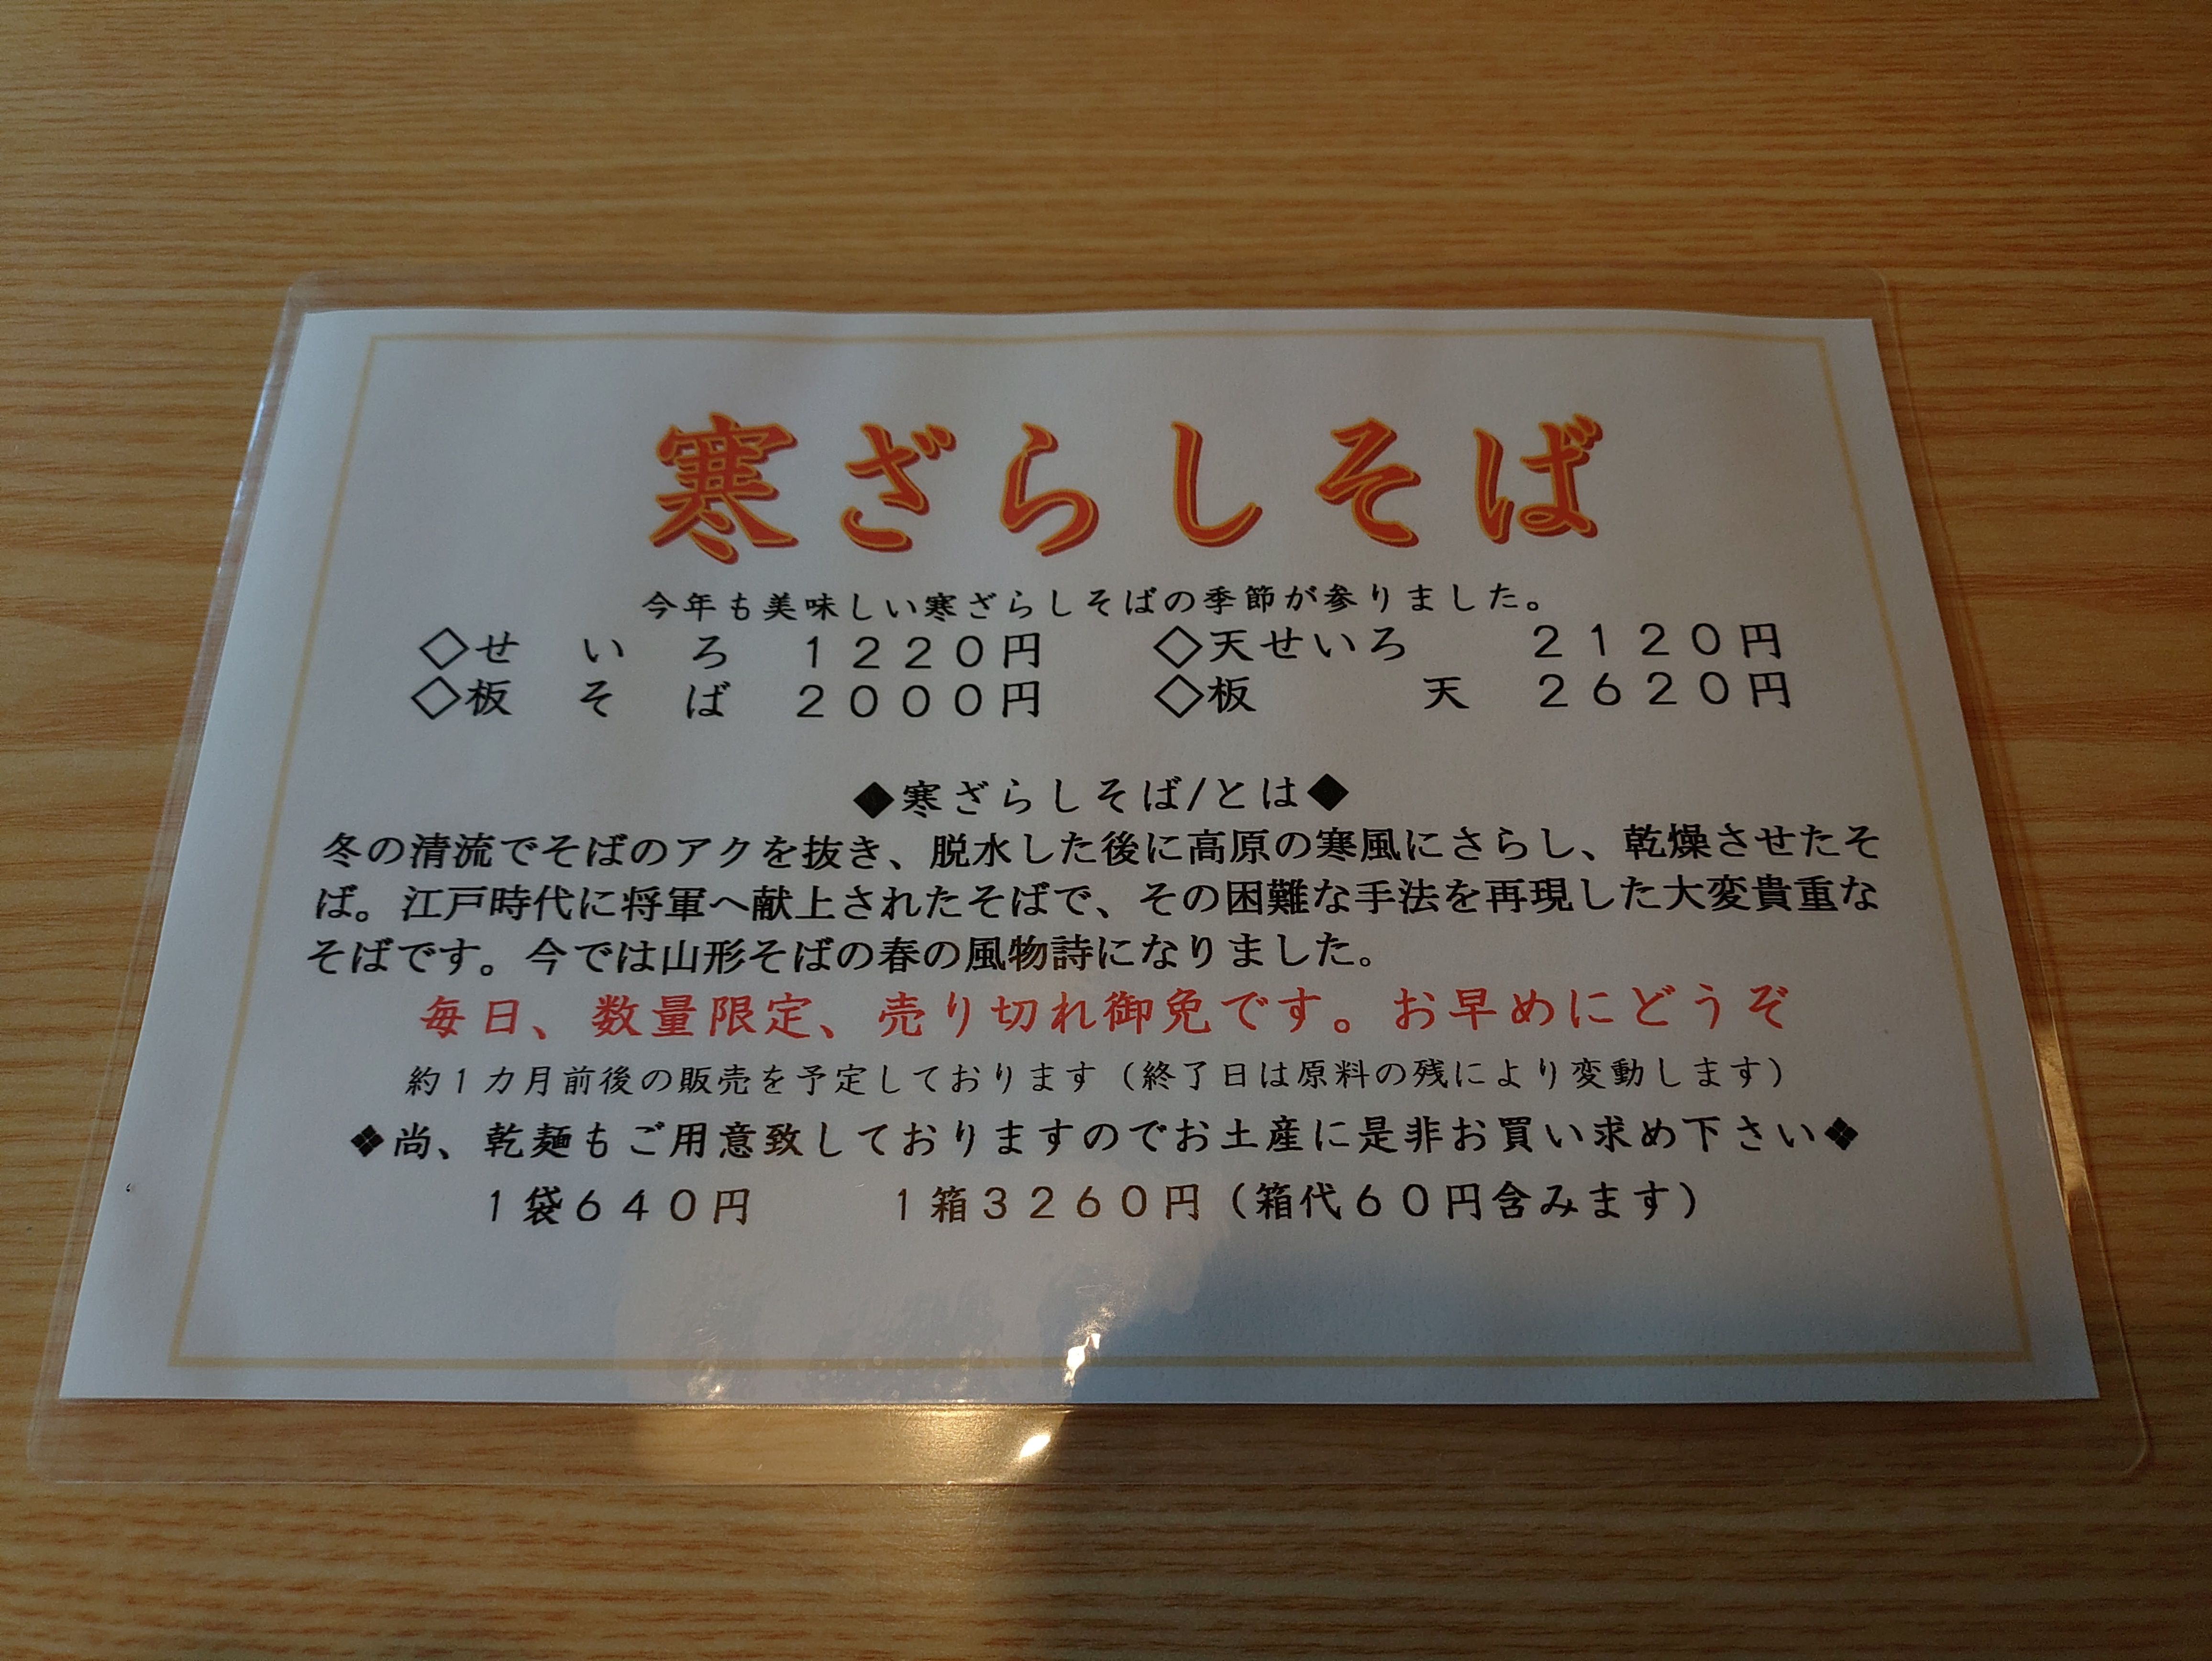 寒ざらしそば
今年も美味しい寒ざらしそばの季節が参りました。
◇せいろ 1220円 ◇天せいろ 2120円
◇板そば 2000円 ◇板天 2620円
◆寒ざらしそば/とは◆
冬の清流でそばのアクを抜き、脱水した後に高原の寒風にさらし、乾燥させたそ
ば。江戸時代に将軍へ献上されたそばで、その困難な手法を再現した大変貴重な
そばです。今では山形そばの春の風物詩になりました。
毎日、数量限定、売り切れ御免です。お早めにどうぞ
約1カ月前後の販売を予定しております（終了日は原料の残により変動します）
❖尚、乾麺もご用意致しておりますのでお土産に是非お買い求め下さい❖
1袋640円 1箱3260円（箱代60円含みます）